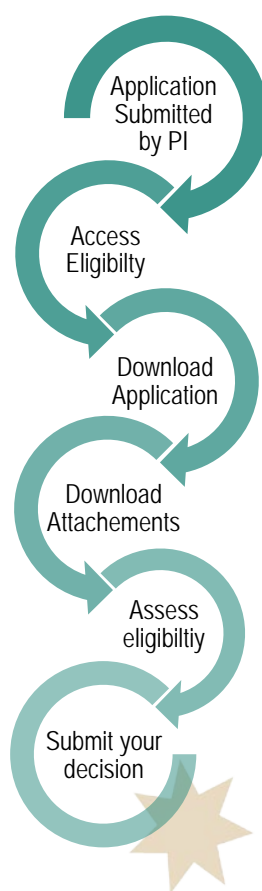 Application
Submitted
by PI
Access
Eligibilty
Download
Application
Download
Attachements
Assess
eligibiltiy
Submit your
decision